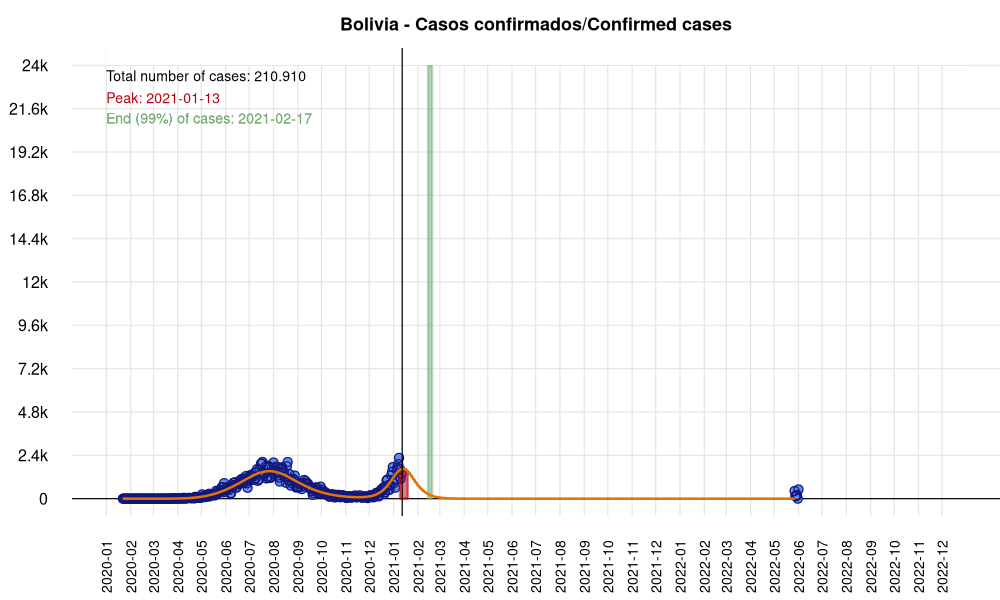 Bolivia - Casos confirmados/Confirmed cases
24k
Total number of cases: 210.910
Peak: 2021-01-13
21.6k
End (99%) of cases: 2021-02-17
19.2k
16.8k
14.4k
12k
9.6k
7.2k
4.8k
2.4k
0
2020-01
2020-02
2020-03
2020-04
2020-05
2020-06
2020-07
2020-08
2020-09
2020-10
2020-11
2020-12
2021-01
2021-02
2021-03
2021-04
2021-05
2021-06
2021-07
2021-08
2021-09
2021-10
2021-11
2021-12
2022-01
2022-02
2022-03
2022-04
2022-05
2022-06
2022-07
2022-08
2022-09
2022-10
2022-11
2022-12